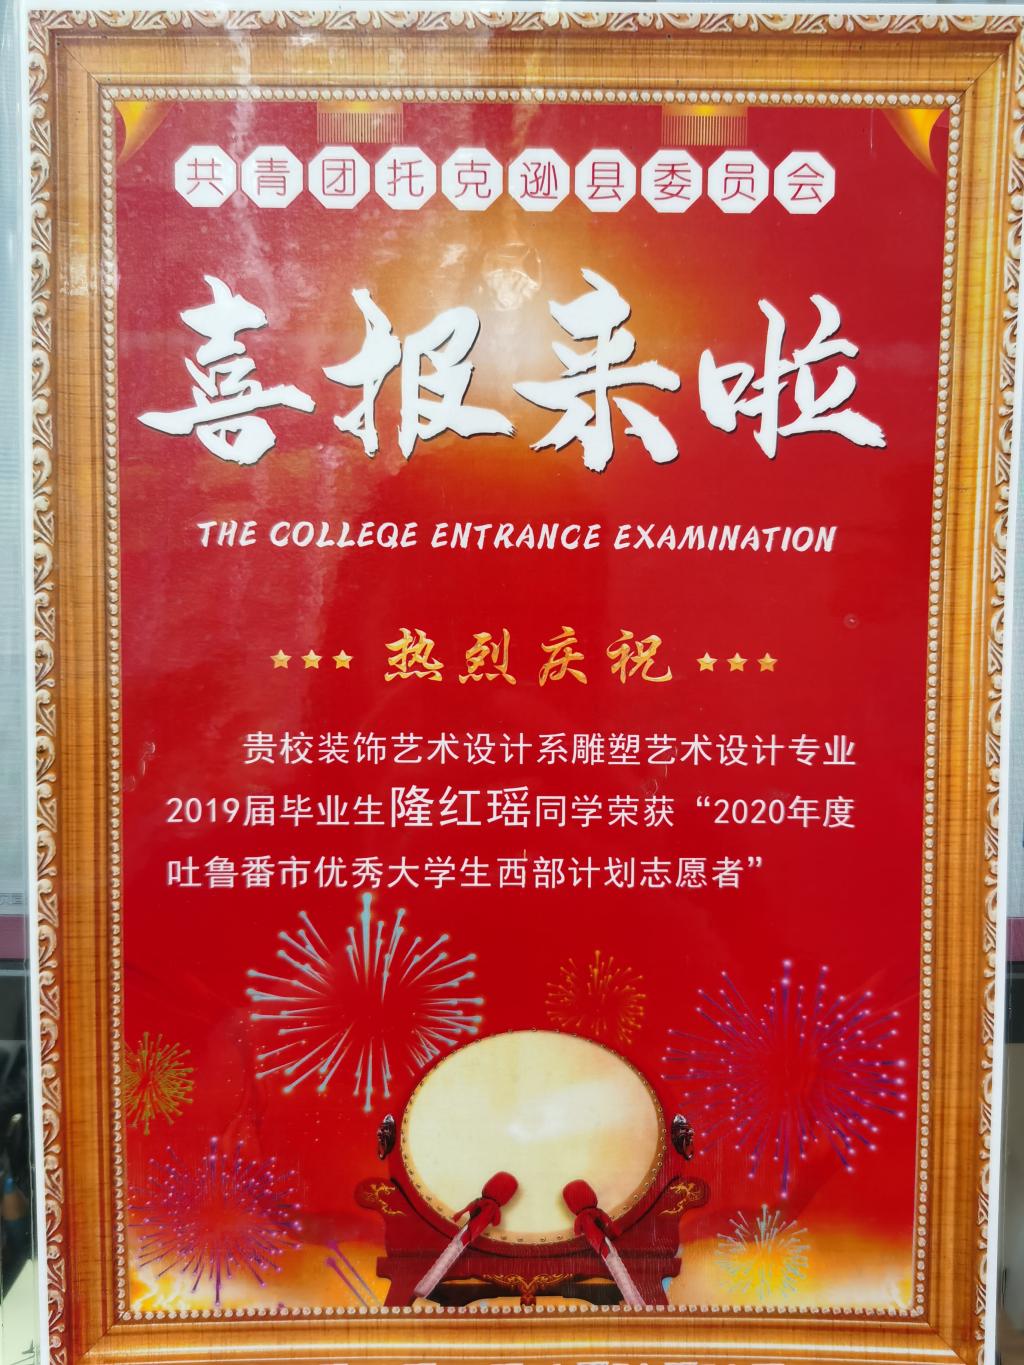 共青团托克逊县委员会
喜报来啦
THE COLLEQE ENTRANCE EXAMINATION
热烈庆祝
贵校装饰艺术设计系雕塑艺术设计专业
2019届毕业生隆红瑶同学荣获“2020年度
吐鲁番市优秀大学生西部计划志愿者”